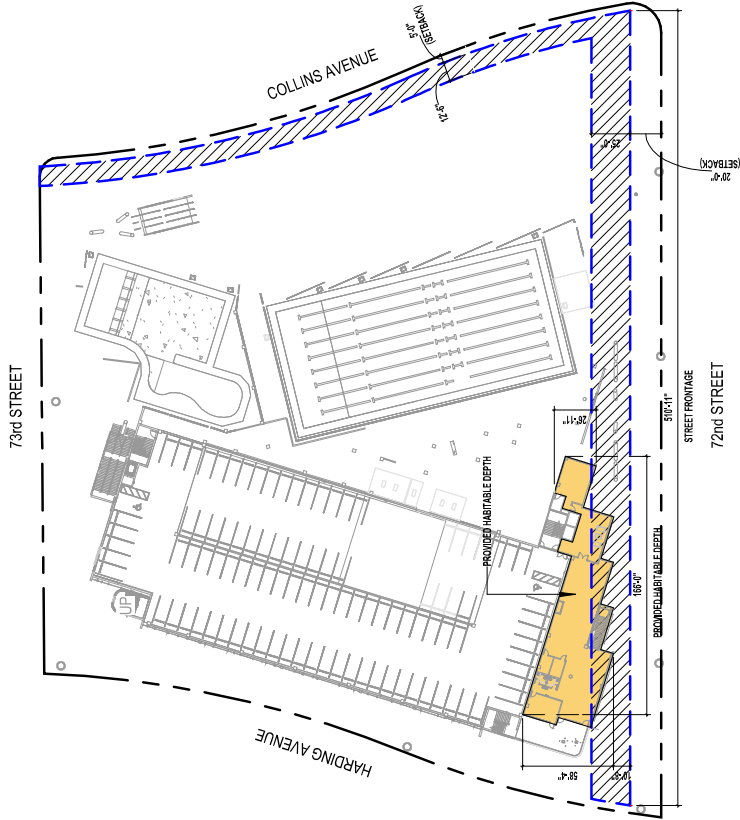 COLLINS AVENUE
5'-0"
(SETBACK)
12'-6"
25'-0"
20'-0"
(SETBACK)
73rd STREET
26'-11"
510'-11"
STREET FRONTAGE
72nd STREET
PROVIDED HABITABLE DEPTH
166'-0"
PROVIDED HABITABLE DEPTH
UP
HARDING AVENUE
58'-4"
10'-8"